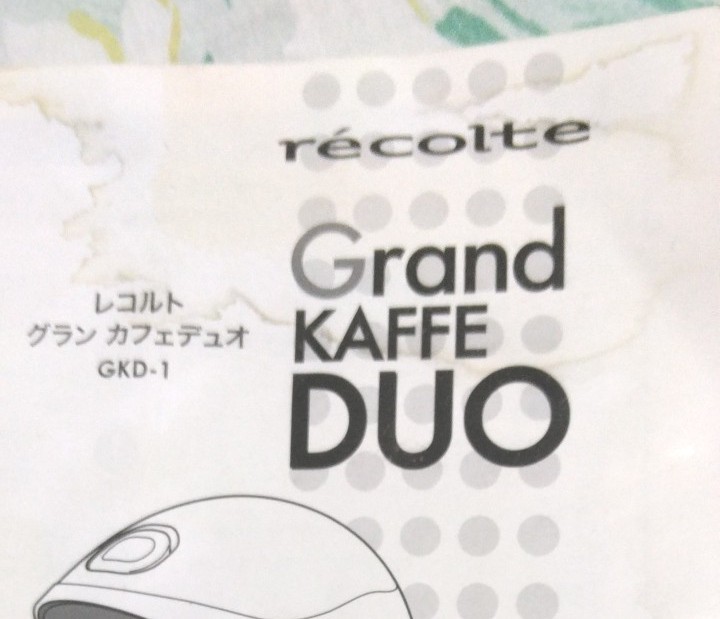 récolte
Grand
KAFFE
DUO
レコルト
グラン カフェデュオ
GKD-1